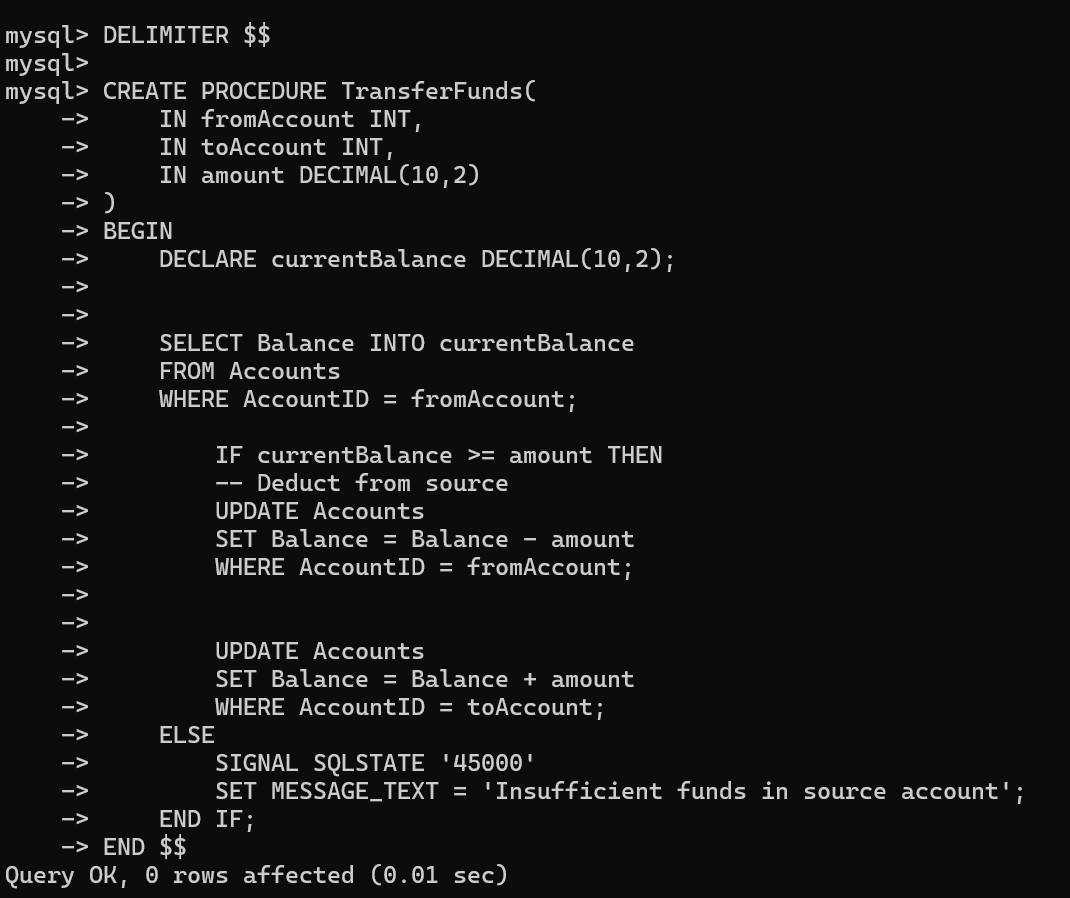 mysql> DELIMITER $$
mysql>
mysql> CREATE PROCEDURE TransferFunds(
    ->     IN fromAccount INT,
    ->     IN toAccount INT,
    ->     IN amount DECIMAL(10,2)
    -> )
    -> BEGIN
    ->     DECLARE currentBalance DECIMAL(10,2);
    ->
    ->
    ->     SELECT Balance INTO currentBalance
    ->     FROM Accounts
    ->     WHERE AccountID = fromAccount;
    ->
    ->         IF currentBalance >= amount THEN
    ->         -- Deduct from source
    ->         UPDATE Accounts
    ->         SET Balance = Balance - amount
    ->         WHERE AccountID = fromAccount;
    ->
    ->
    ->         UPDATE Accounts
    ->         SET Balance = Balance + amount
    ->         WHERE AccountID = toAccount;
    ->     ELSE
    ->         SIGNAL SQLSTATE '45000'
    ->         SET MESSAGE_TEXT = 'Insufficient funds in source account';
    ->     END IF;
    -> END $$
Query OK, 0 rows affected (0.01 sec)